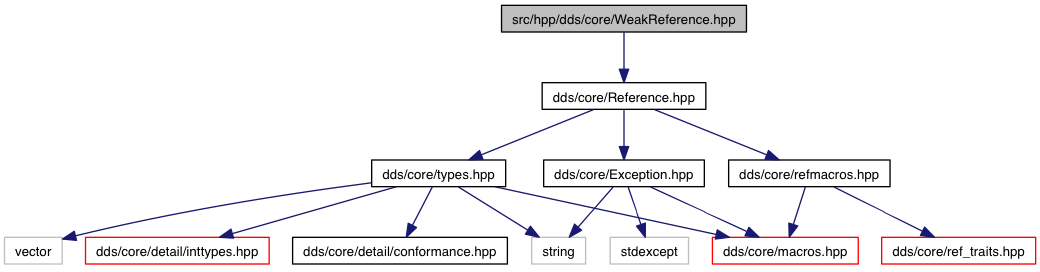 src/hpp/dds/core/WeakReference.hpp
dds/core/Reference.hpp
dds/core/types.hpp
dds/core/Exception.hpp
dds/core/refmacros.hpp
vector
dds/core/detail/inttypes.hpp
dds/core/detail/conformance.hpp
string
stdexcept
dds/core/macros.hpp
dds/core/ref_traits.hpp